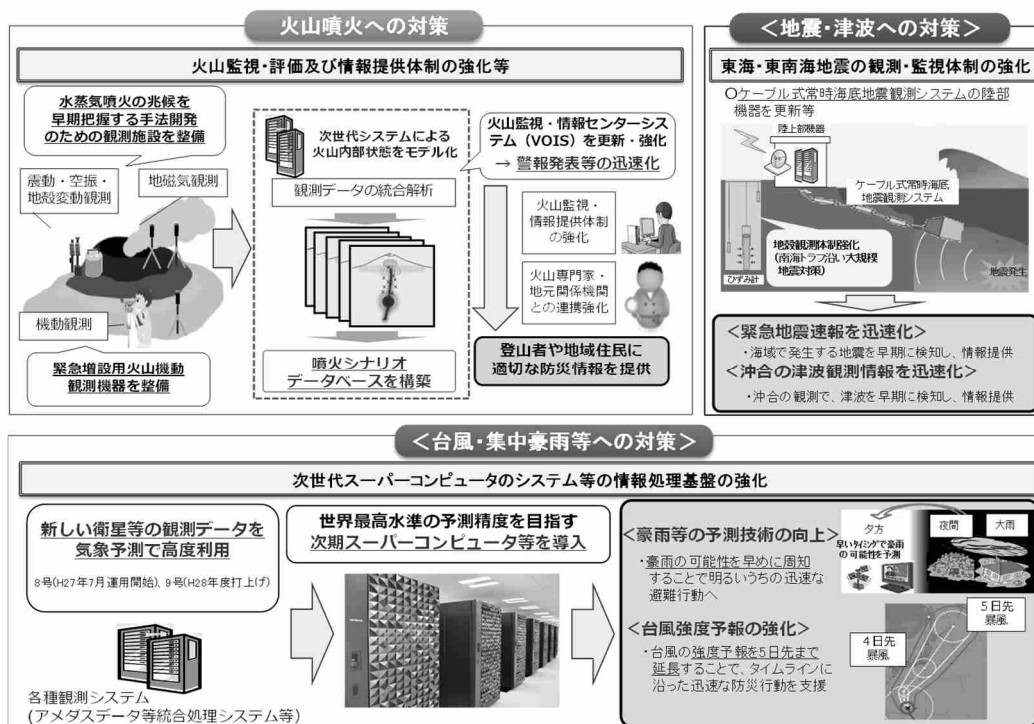 火山噴火への対策
火山監視・評価及び情報提供体制の強化等
水蒸気噴火の兆候を
早期把握する手法開発
のための観測施設を整備
震動・空振・
地殻変動観測
地磁気観測
機動観測
緊急増設用火山機動
観測機器を整備
次世代システムによる
火山内部状態をモデル化
観測データの統合解析
噴火シナリオ
データベースを構築
火山監視・情報センターシス
テム（VOIS）を更新・強化
→ 警報発表等の迅速化
火山監視・
情報提供体制
の強化
火山専門家・
地元関係機関
との連携強化
登山者や地域住民に
適切な防災情報を提供
＜地震・津波への対策＞
東海・東南海地震の観測・監視体制の強化
○ケーブル式常時海底地震観測システムの陸部
機器を更新等
陸上部機器
ケーブル式常時海底
地震観測システム
地殻観測体制強化
(南海トラフ沿い大規模
地震対策)
ひずみ計
地震発生
＜緊急地震速報を迅速化＞
・海域で発生する地震を早期に検知し、情報提供
＜沖合の津波観測情報を迅速化＞
・沖合の観測で、津波を早期に検知し、情報提供
＜台風・集中豪雨等への対策＞
次世代スーパーコンピュータのシステム等の情報処理基盤の強化
新しい衛星等の観測データを
気象予測で高度利用
8号(H27年7月運用開始)、9号(H28年度打上げ)
各種観測システム
(アメダスデータ等統合処理システム等)
世界最高水準の予測精度を目指す
次期スーパーコンピュータ等を導入
＜豪雨等の予測技術の向上＞
・豪雨の可能性を早めに周知
することで明るいうちの迅速な
避難行動へ
夕方
早いタイミングで豪雨
の可能性を予測
夜間
大雨
＜台風強度予報の強化＞
・台風の強度予報を5日先まで
延長することで、タイムラインに
沿った迅速な防災行動を支援
5日先
暴風
4日先
暴風